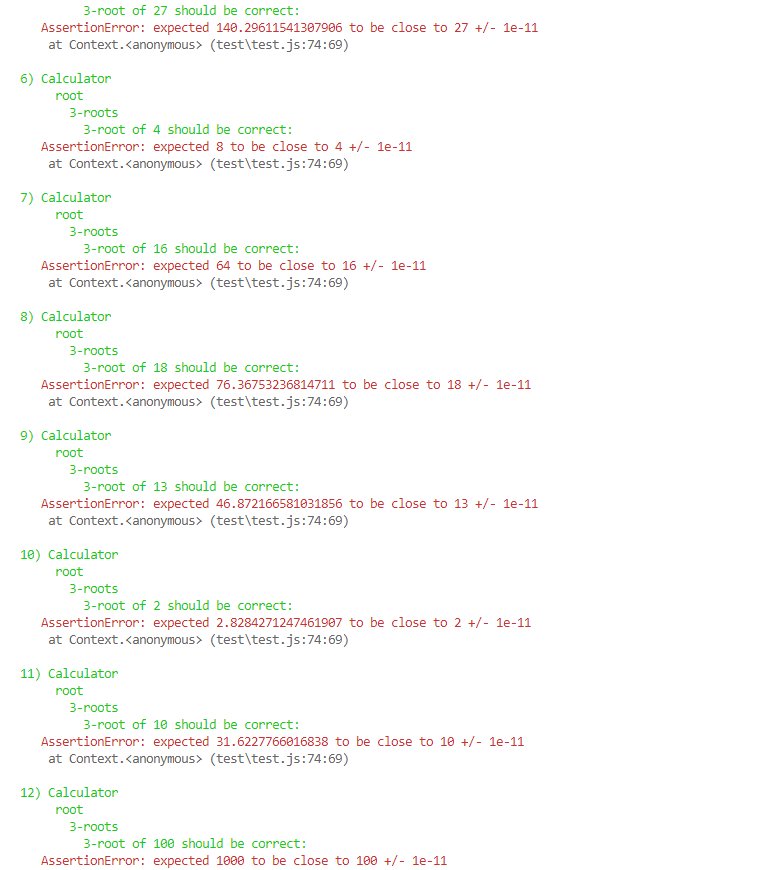 3-root of 27 should be correct:
AssertionError: expected 140.29611541307906 to be close to 27 +/- 1e-11
at Context.<anonymous> (test\test.js:74:69)
6) Calculator
root
3-roots
3-root of 4 should be correct:
AssertionError: expected 8 to be close to 4 +/- 1e-11
at Context.<anonymous> (test\test.js:74:69)
7) Calculator
root
3-roots
3-root of 16 should be correct:
AssertionError: expected 64 to be close to 16 +/- 1e-11
at Context.<anonymous> (test\test.js:74:69)
8) Calculator
root
3-roots
3-root of 18 should be correct:
AssertionError: expected 76.36753236814711 to be close to 18 +/- 1e-11
at Context.<anonymous> (test\test.js:74:69)
9) Calculator
root
3-roots
3-root of 13 should be correct:
AssertionError: expected 46.872166581031856 to be close to 13 +/- 1e-11
at Context.<anonymous> (test\test.js:74:69)
10) Calculator
root
3-roots
3-root of 2 should be correct:
AssertionError: expected 2.8284271247461907 to be close to 2 +/- 1e-11
at Context.<anonymous> (test\test.js:74:69)
11) Calculator
root
3-roots
3-root of 10 should be correct:
AssertionError: expected 31.6227766016838 to be close to 10 +/- 1e-11
at Context.<anonymous> (test\test.js:74:69)
12) Calculator
root
3-roots
3-root of 100 should be correct:
AssertionError: expected 1000 to be close to 100 +/- 1e-11